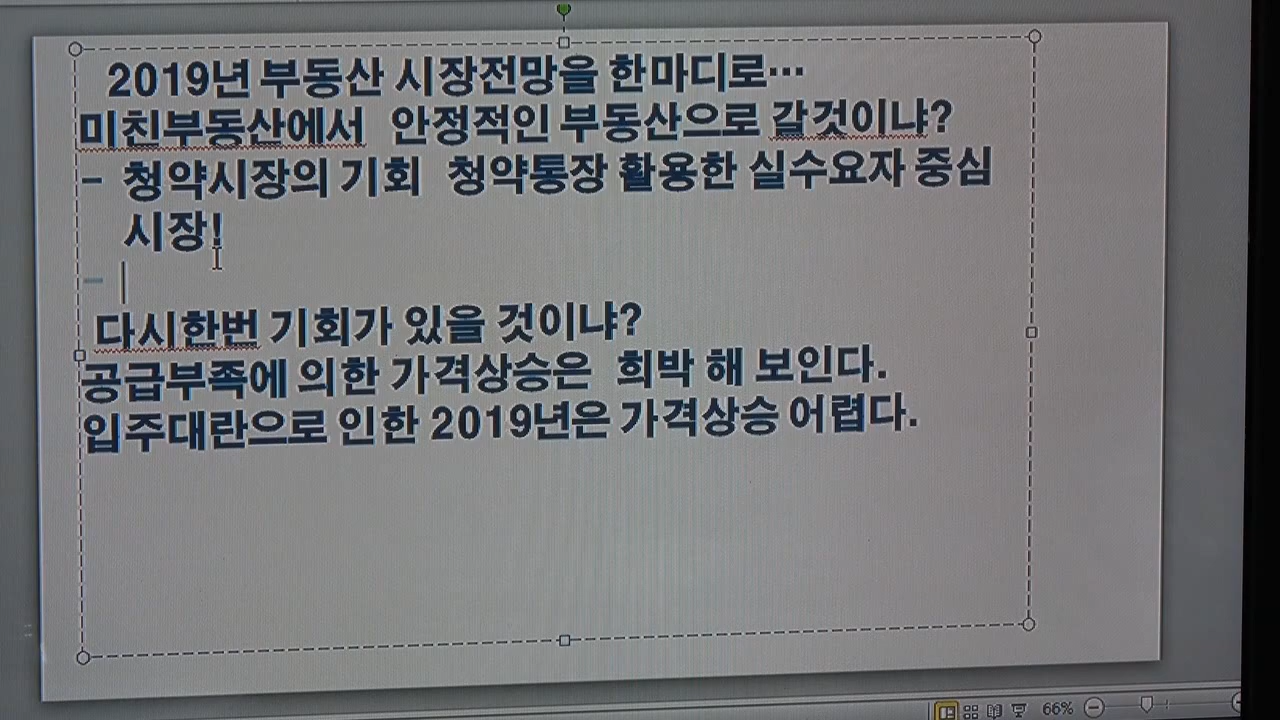 2019년 부동산 시장전망을 한마디로…
미친부동산에서 안정적인 부동산으로 갈것이냐?
- 청약시장의 기회 청약통장 활용한 실수요자 중심
시장!
-
다시한번 기회가 있을 것이냐?
공급부족에 의한 가격상승은 희박 해 보인다.
입주대란으로 인한 2019년은 가격상승 어렵다.
66%